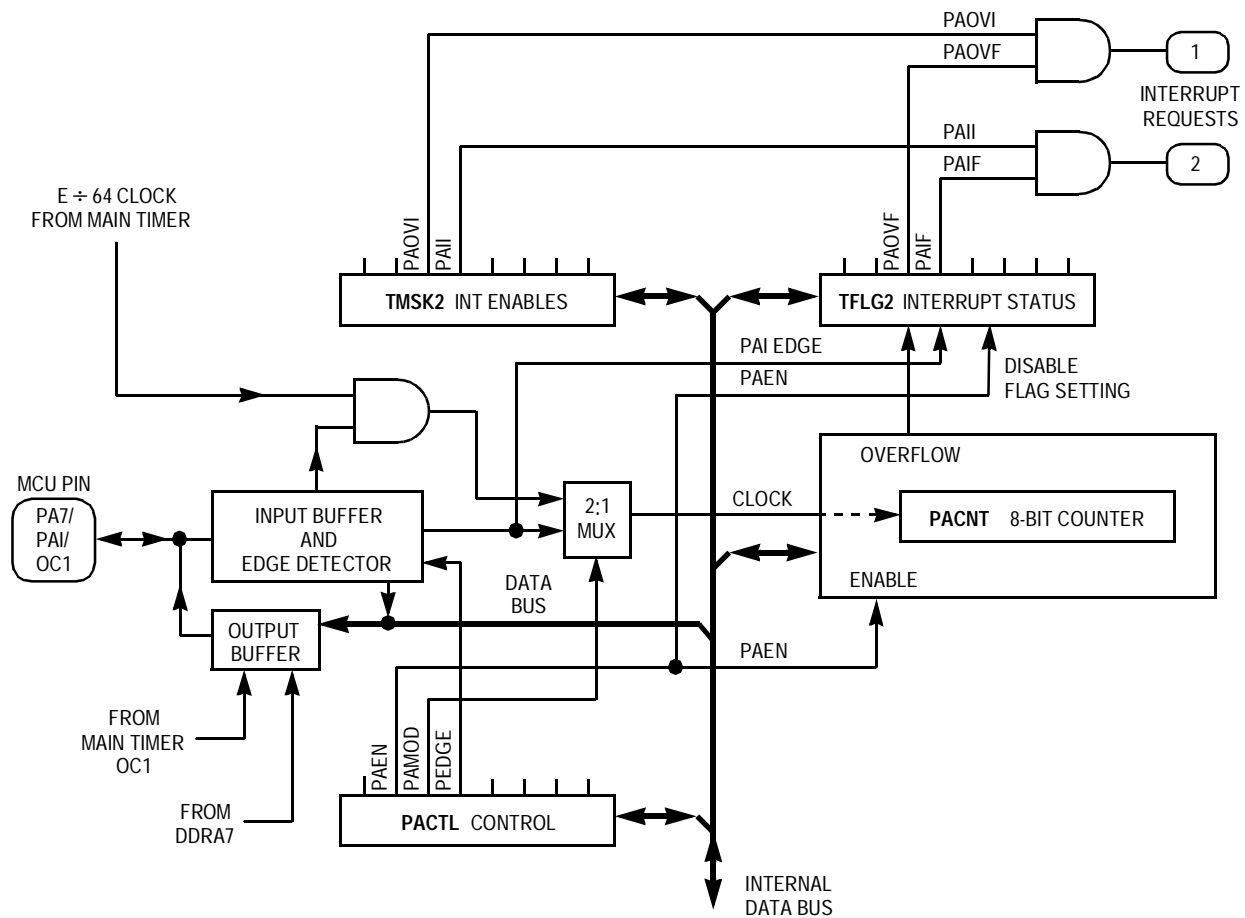 PAOVI
PAOVF
1
INTERRUPT
REQUESTS
PAII
PAIF
2
E ÷ 64 CLOCK
FROM MAIN TIMER
PAOVI
PAII
PAOVF
PAIF
TMSK2 INT ENABLES
TFLG2 INTERRUPT STATUS
PAI EDGE
PAEN
DISABLE
FLAG SETTING
OVERFLOW
MCU PIN
PA7/
PAI/
OC1
INPUT BUFFER
AND
EDGE DETECTOR
2:1
MUX
CLOCK
PACNT 8-BIT COUNTER
ENABLE
DATA
BUS
OUTPUT
BUFFER
PAEN
FROM
MAIN TIMER
OC1
PAEN
PAMOD
PEDGE
FROM
DDRA7
PACTL CONTROL
INTERNAL
DATA BUS